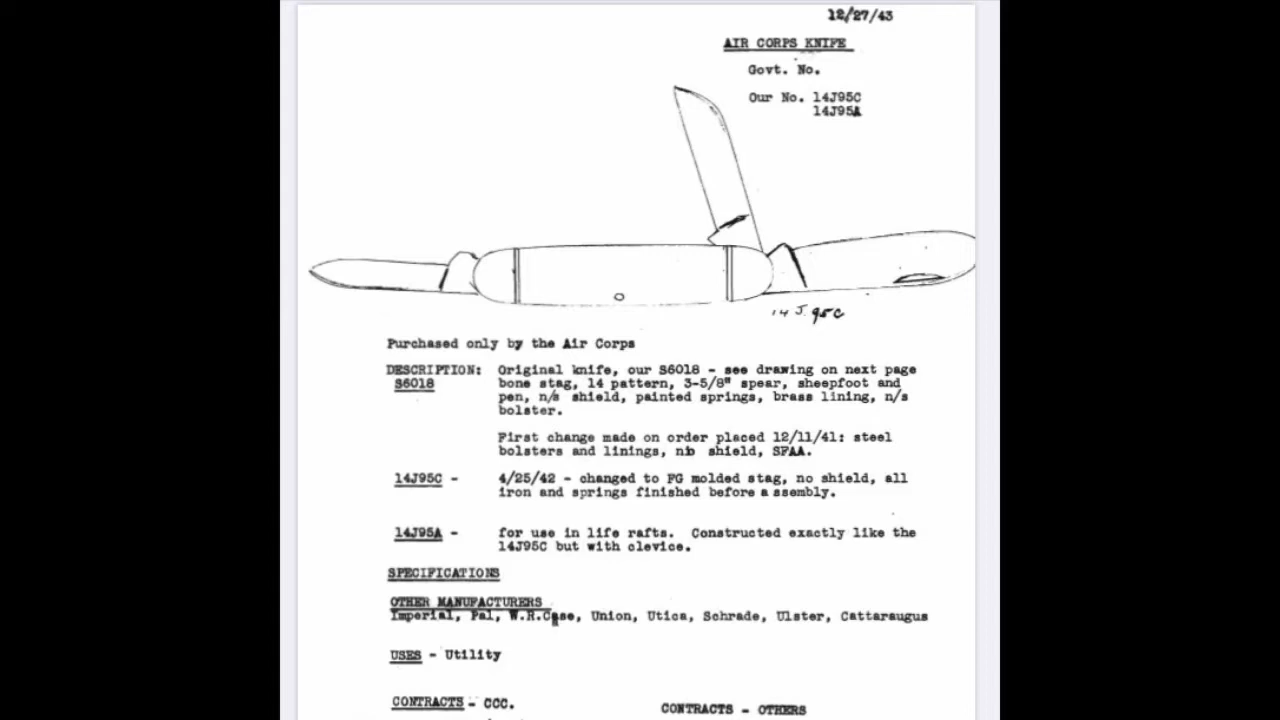 12/27/43
AIR CORPS KNIFE
Govt. No.
Our No. 14J95C
14J95A
14 J 95C
Purchased only by the Air Corps
DESCRIPTION: Original knife, our S6018 - see drawing on next page
S6018 bone stag, 14 pattern, 3-5/8" spear, sheepfoot and
pen, n/s shield, painted springs, brass lining, n/s
bolster.
First change made on order placed 12/11/41: steel
bolsters and linings, no shield, SFAA.
14J95C - 4/25/42 - changed to FG molded stag, no shield, all
iron and springs finished before assembly.
14J95A - for use in life rafts. Constructed exactly like the
14J95C but with clevice.
SPECIFICATIONS
OTHER MANUFACTURERS
Imperial, Pal, W.R.Case, Union, Utica, Schrade, Ulster, Cattaraugus
USES - Utility
CONTRACTS - CCC. CONTRACTS - OTHERS